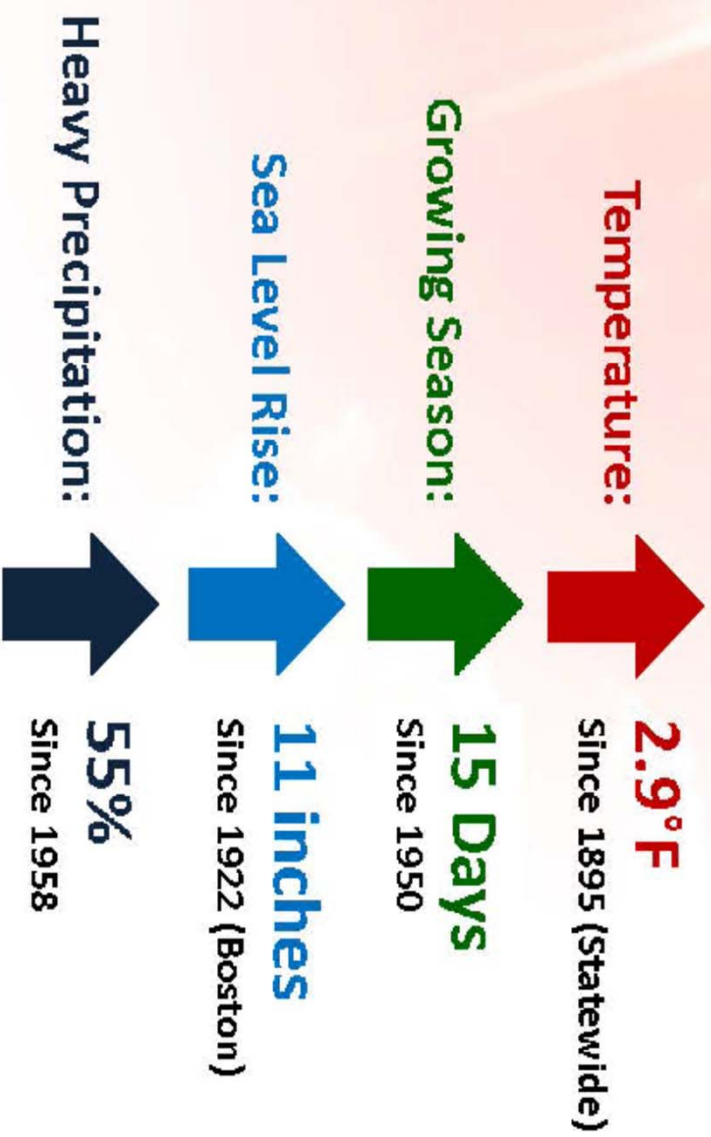 Temperature:
2.9°F
Since 1895 (Statewide)
Growing Season:
15 Days
Since 1950
Sea Level Rise:
11 inches
Since 1922 (Boston)
Heavy Precipitation:
55%
Since 1958